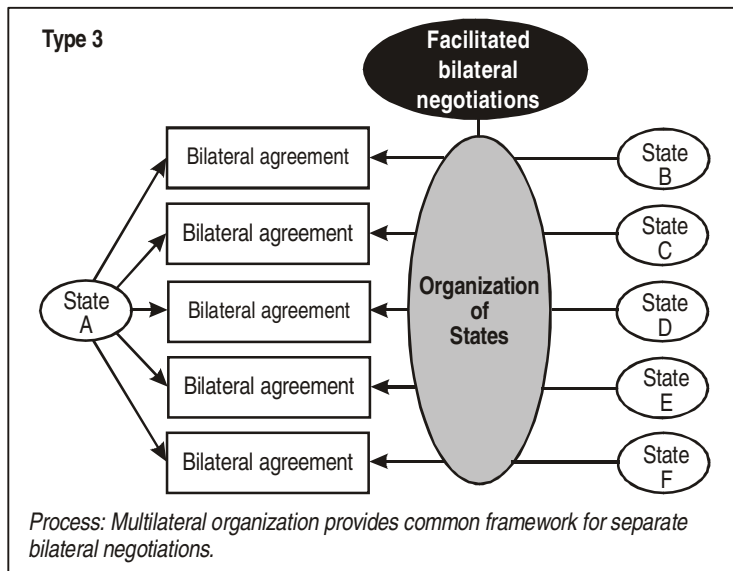 Type 3
Facilitated
bilateral
negotiations
Bilateral agreement
State
B
Bilateral agreement
State
C
State
A
Bilateral agreement
Organization
of
States
State
D
Bilateral agreement
State
E
Bilateral agreement
State
F
Process: Multilateral organization provides common framework for separate
bilateral negotiations.